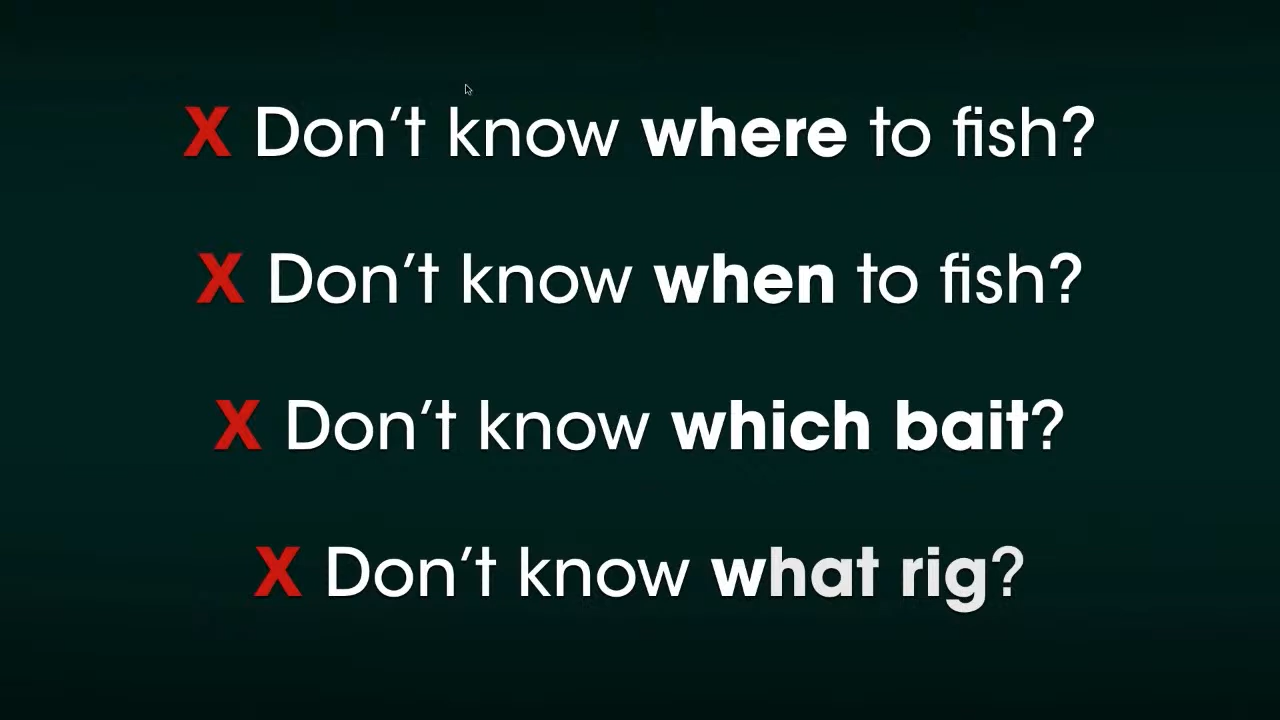 X Don’t know where to fish?
X Don’t know when to fish?
X Don’t know which bait?
X Don’t know what rig?